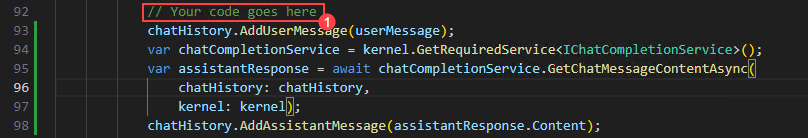 92 // Your code goes here
1
93 chatHistory.AddUserMessage(userMessage);
94 var chatCompletionService = kernel.GetRequiredService<IChatCompletionService>();
95 var assistantResponse = await chatCompletionService.GetChatMessageContentAsync(
96 chatHistory: chatHistory,
97 kernel: kernel);
98 chatHistory.AddAssistantMessage(assistantResponse.Content);